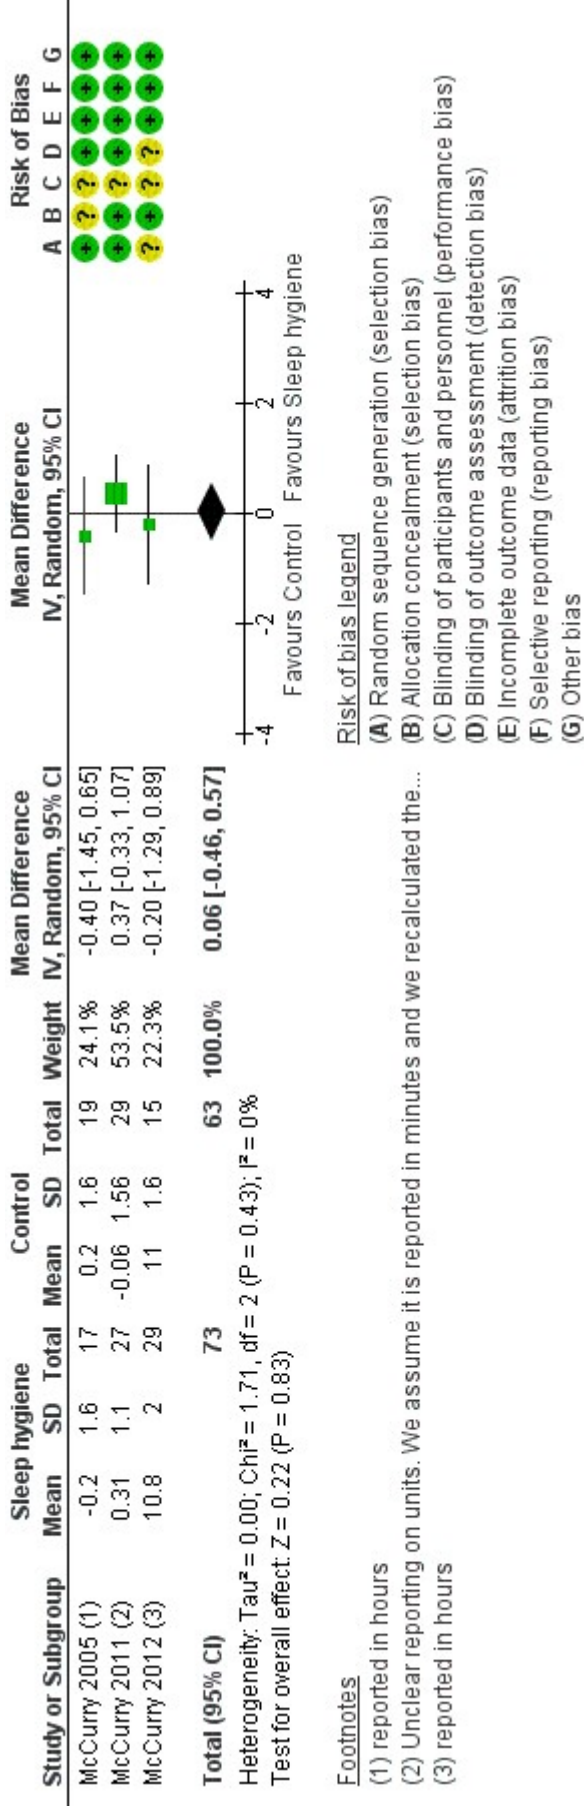 Sleep hygiene Control Mean Difference Mean Difference Risk of Bias
Study or Subgroup Mean SD Total Mean SD Total Weight IV, Random, 95% CI IV, Random, 95% CI A B C D E F G
McCurry 2005 (1) -0.2 1.6 17 0.2 1.6 19 24.1% -0.40 [-1.45, 0.65] + ? ? + + + +
McCurry 2011 (2) 0.31 1.1 27 -0.06 1.56 29 53.5% 0.37 [-0.33, 1.07] + + ? + + + +
McCurry 2012 (3) 10.8 2 29 11 1.6 15 22.3% -0.20 [-1.29, 0.89] ? + ? ? + + +
Total (95% CI) 73 63 100.0% 0.06 [-0.46, 0.57]
Heterogeneity: Tau² = 0.00; Chi² = 1.71, df = 2 (P = 0.43); I² = 0%
Test for overall effect: Z = 0.22 (P = 0.83)
-4 -2 0 2 4
Favours Control Favours Sleep hygiene
Footnotes
(1) reported in hours
(2) Unclear reporting on units. We assume it is reported in minutes and we recalculated the...
(3) reported in hours
Risk of bias legend
(A) Random sequence generation (selection bias)
(B) Allocation concealment (selection bias)
(C) Blinding of participants and personnel (performance bias)
(D) Blinding of outcome assessment (detection bias)
(E) Incomplete outcome data (attrition bias)
(F) Selective reporting (reporting bias)
(G) Other bias